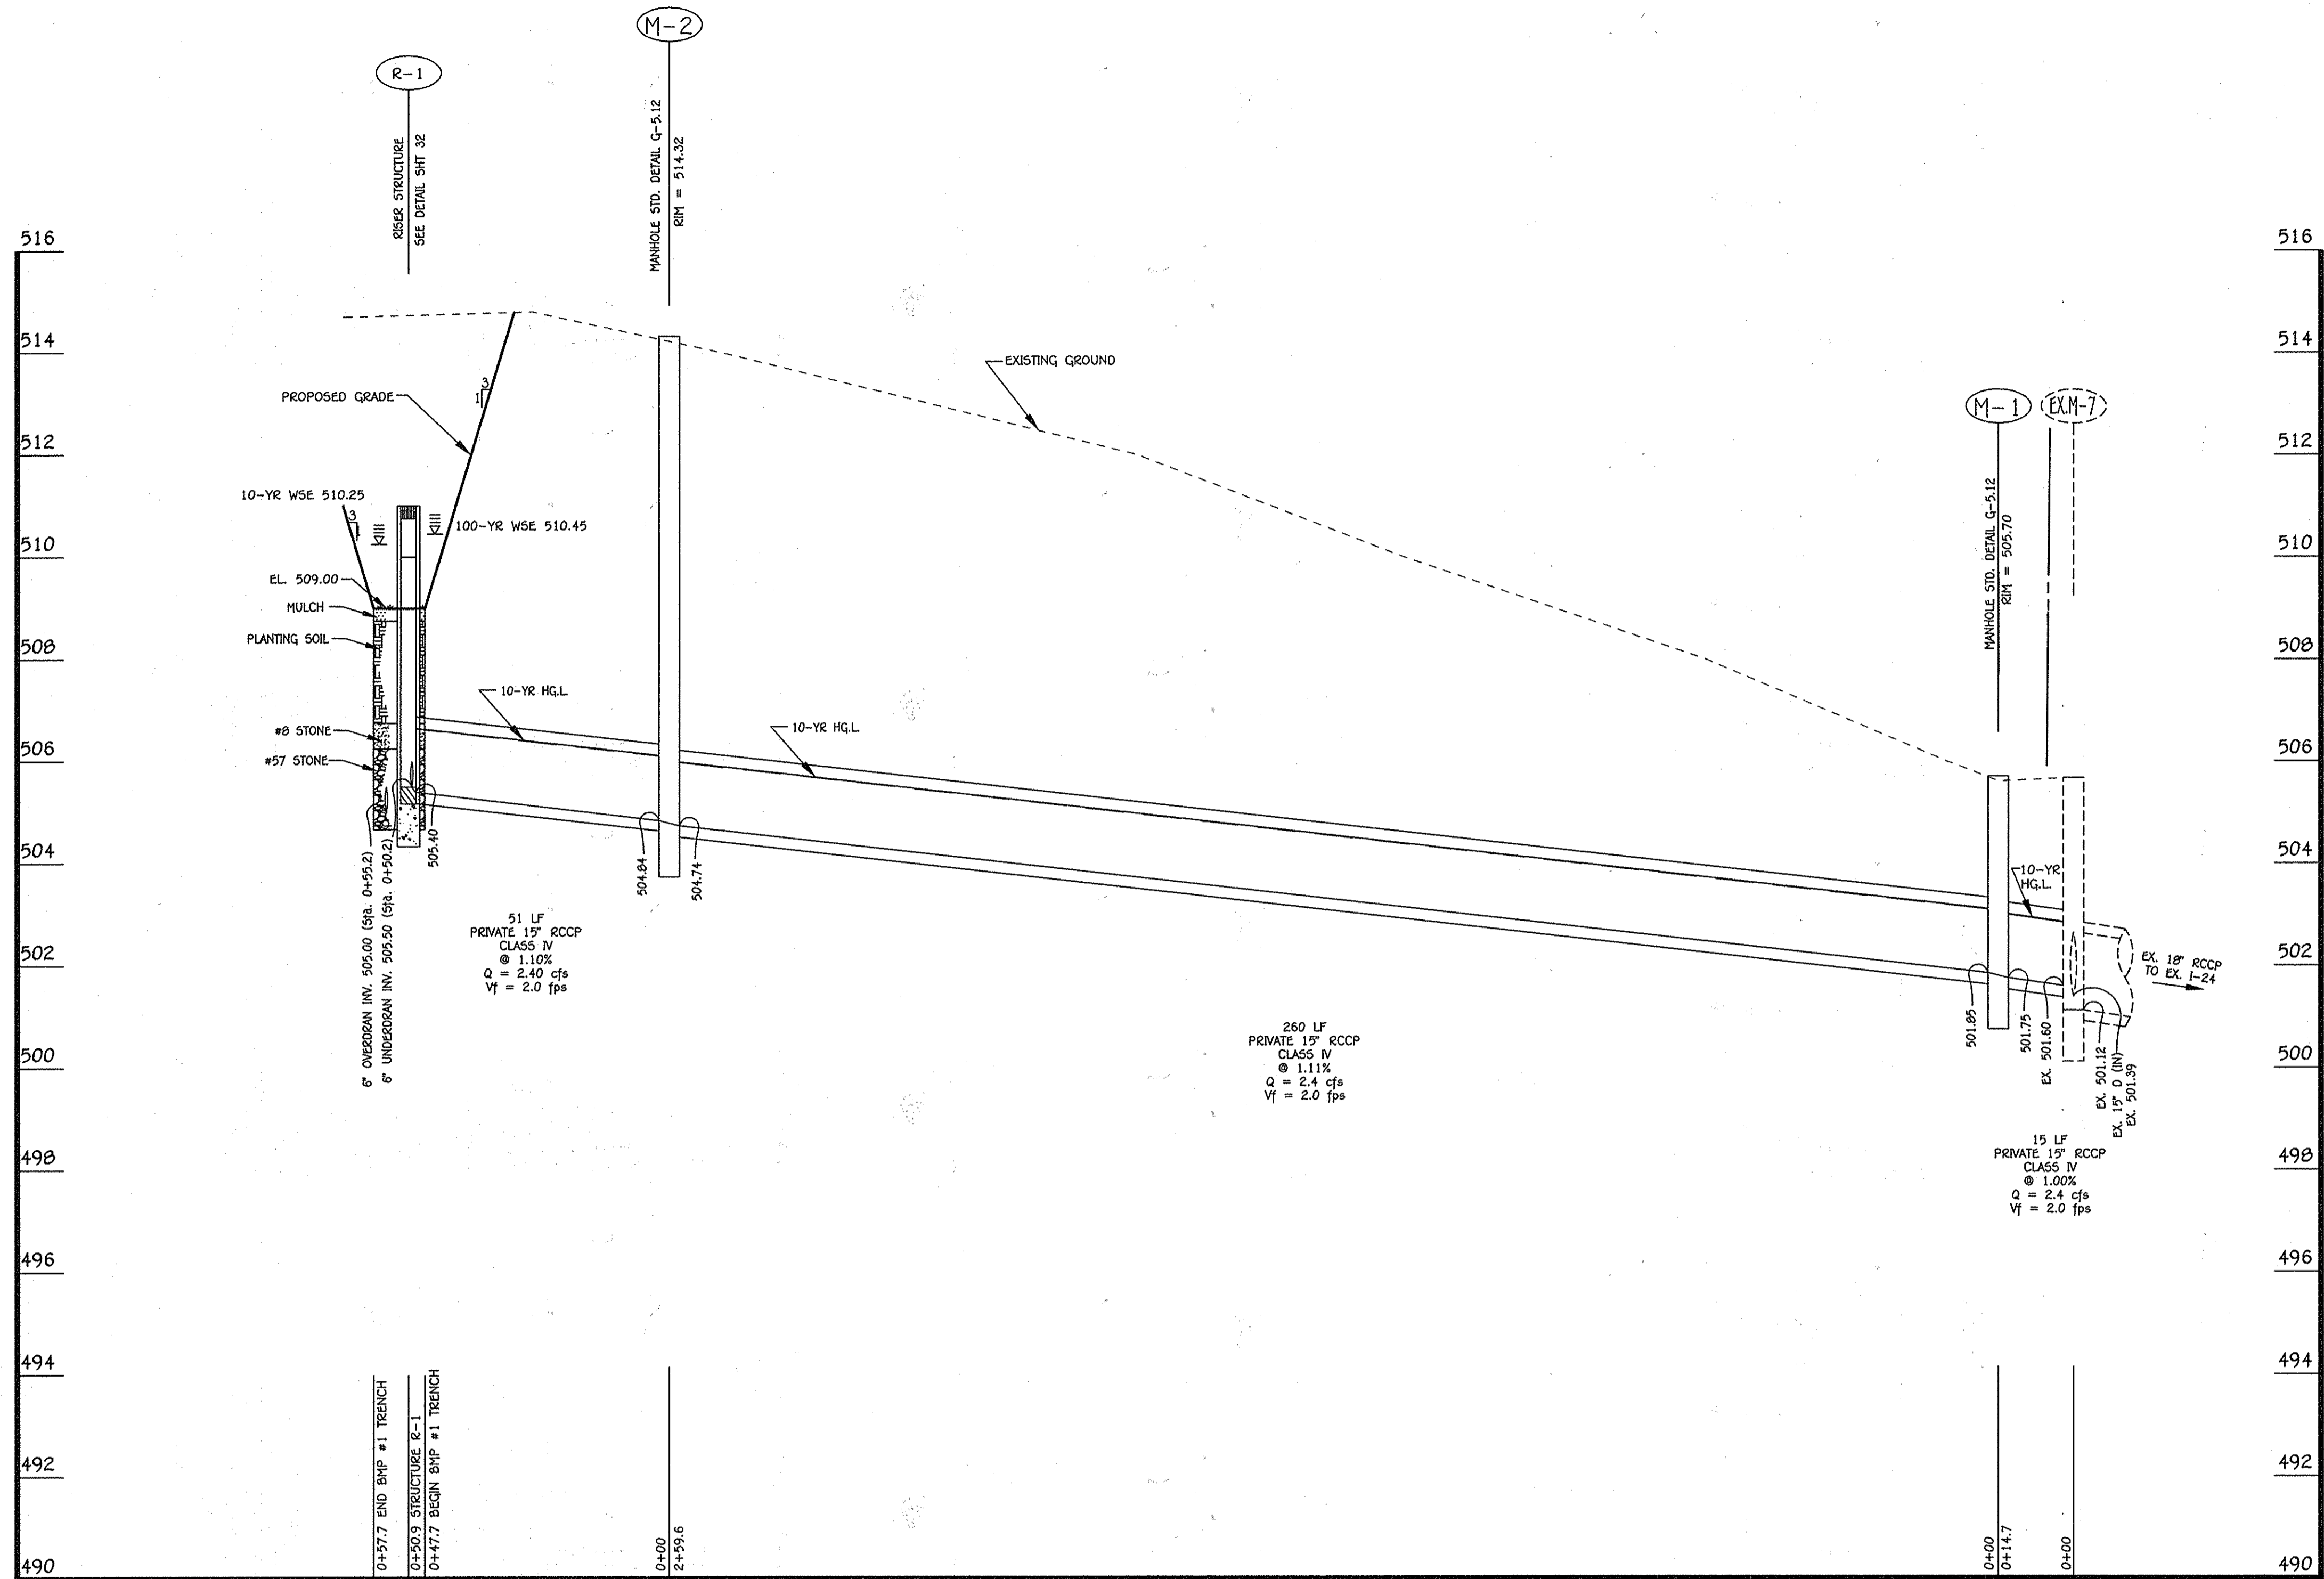 M-2
R-1
RISER STRUCTURE
SEE DETAIL SHT 32
MANHOLE STD. DETAIL G-5.12
RIM = 514.32
516
516
514
514
EXISTING GROUND
3
1
PROPOSED GRADE
M-1
EX.M-7
512
512
10-YR WSE 510.25
3
1
100-YR WSE 510.45
MANHOLE STD. DETAIL G-5.12
RIM = 505.70
510
510
EL. 509.00
MULCH
PLANTING SOIL
508
508
10-YR HG.L.
10-YR HG.L.
#8 STONE
#57 STONE
506
506
504
504
6" OVERDRAN INV. 505.00 (Sta. 0+55.2)
6" UNDERDRAN INV. 505.50 (Sta. 0+50.2)
505.40
504.84
504.74
10-YR
HG.L.
51 LF
PRIVATE 15" RCCP
CLASS IV
@ 1.10%
Q = 2.40 cfs
Vf = 2.0 fps
502
502
EX. 18" RCCP
TO EX. I-24
501.85
501.75
EX. 501.60
EX. 501.12
EX. 15" D (IN)
EX. 501.39
260 LF
PRIVATE 15" RCCP
CLASS IV
@ 1.11%
Q = 2.4 cfs
Vf = 2.0 fps
500
500
15 LF
PRIVATE 15" RCCP
CLASS IV
@ 1.00%
Q = 2.4 cfs
Vf = 2.0 fps
498
498
496
496
494
494
492
492
0+57.7 END BMP #1 TRENCH
0+50.9 STRUCTURE R-1
0+47.7 BEGIN BMP #1 TRENCH
0+00
2+59.6
0+00
0+14.7
0+00
490
490